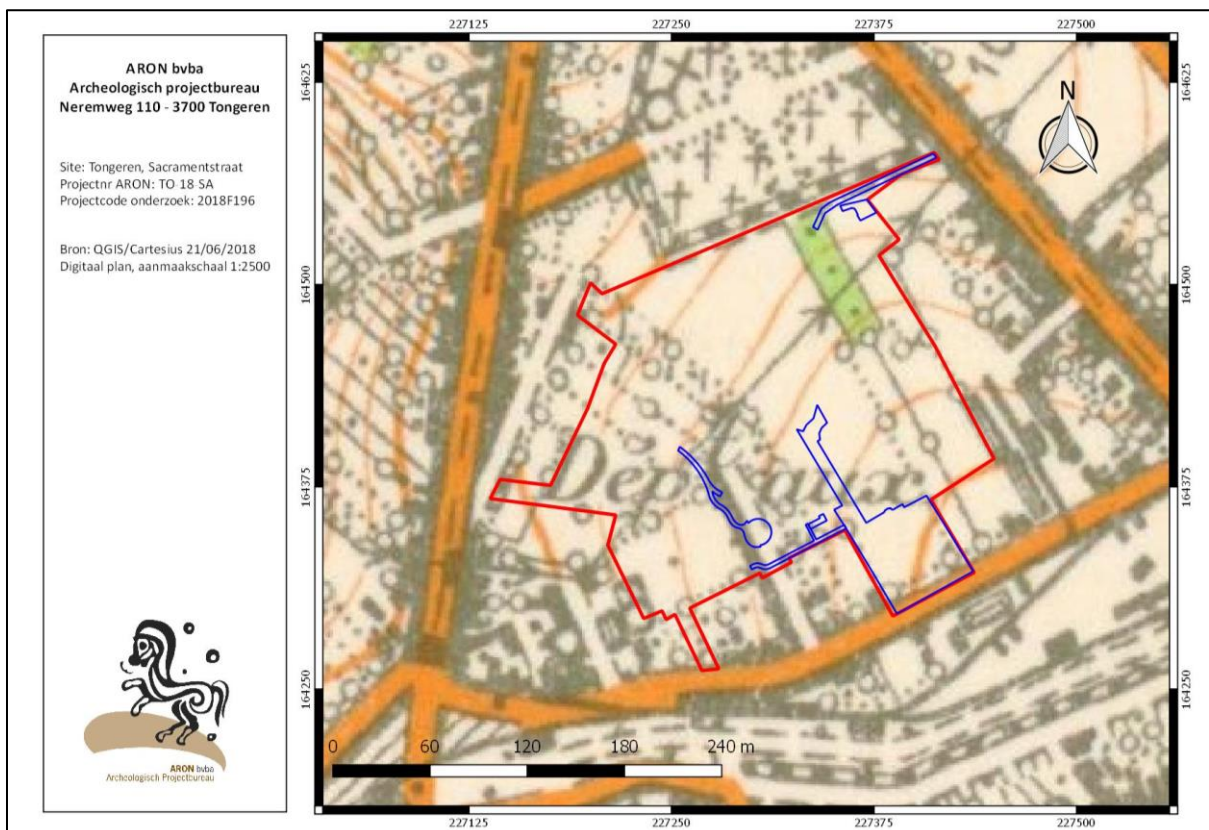 ARON bvba
Archeologisch projectbureau
Neremweg 110 - 3700 Tongeren
Site: Tongeren, Sacramentstraat
Projectnr ARON: TO-18-SA
Projectcode onderzoek: 2018F196
Bron: QGIS/Cartesius 21/06/2018
Digitaal plan, aanmaakschaal 1:2500
ARON bvba
Archeologisch Projectbureau
227125 227250 227375 227500
164625
164500
164375
164250
164625
164500
164375
164250
N
0 60 120 180 240 m
227125 227250 227375 227500